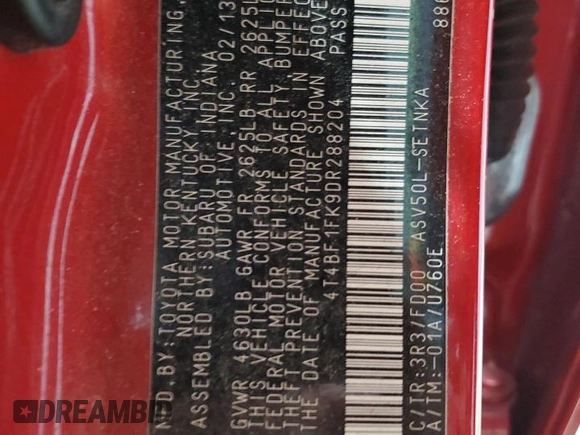 MFD.BY:TOYOTA MOTOR MANUFACTURING,
NORTHERN KENTUCKY INC.
ASSEMBLED BY:SUBARU OF INDIANA
AUTOMOTIVE, INC. 02/13
GVWR 4630LB GAWR FR 2625LB RR 2625L
THIS VEHICLE CONFORMS TO ALL APPLIC
FEDERAL MOTOR VEHICLE SAFETY, BUMPER
THEFT PREVENTION STANDARDS IN EFFEC
THE DATE OF MANUFACTURE SHOWN ABOVE
4T4BF1FK9DR288204 PASS
C/TR:3R3/FD00 ASV50L-SETNKA
A/TM:-01A/U760E
DREAMBID